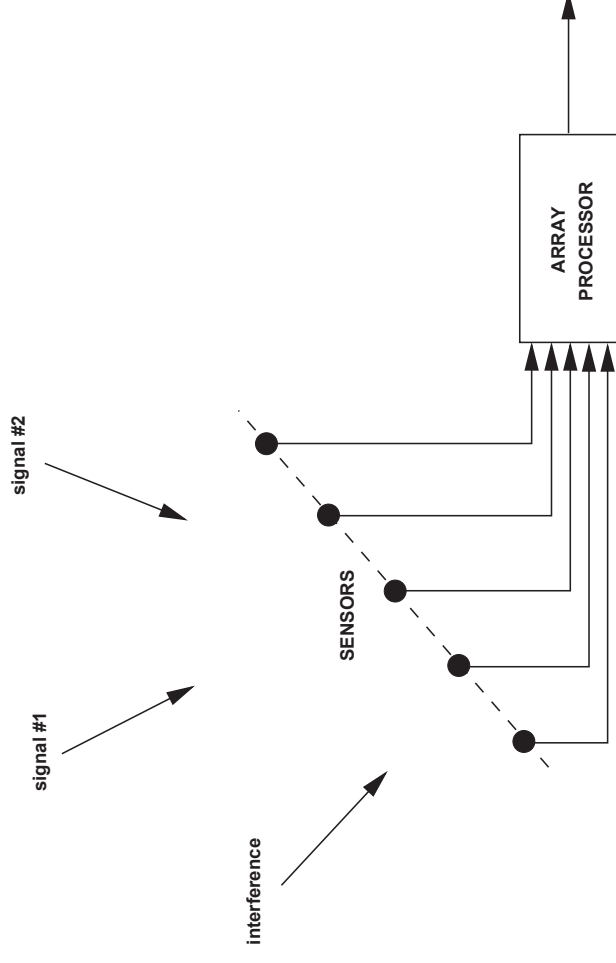 signal #2
signal #1
interference
SENSORS
ARRAY
PROCESSOR